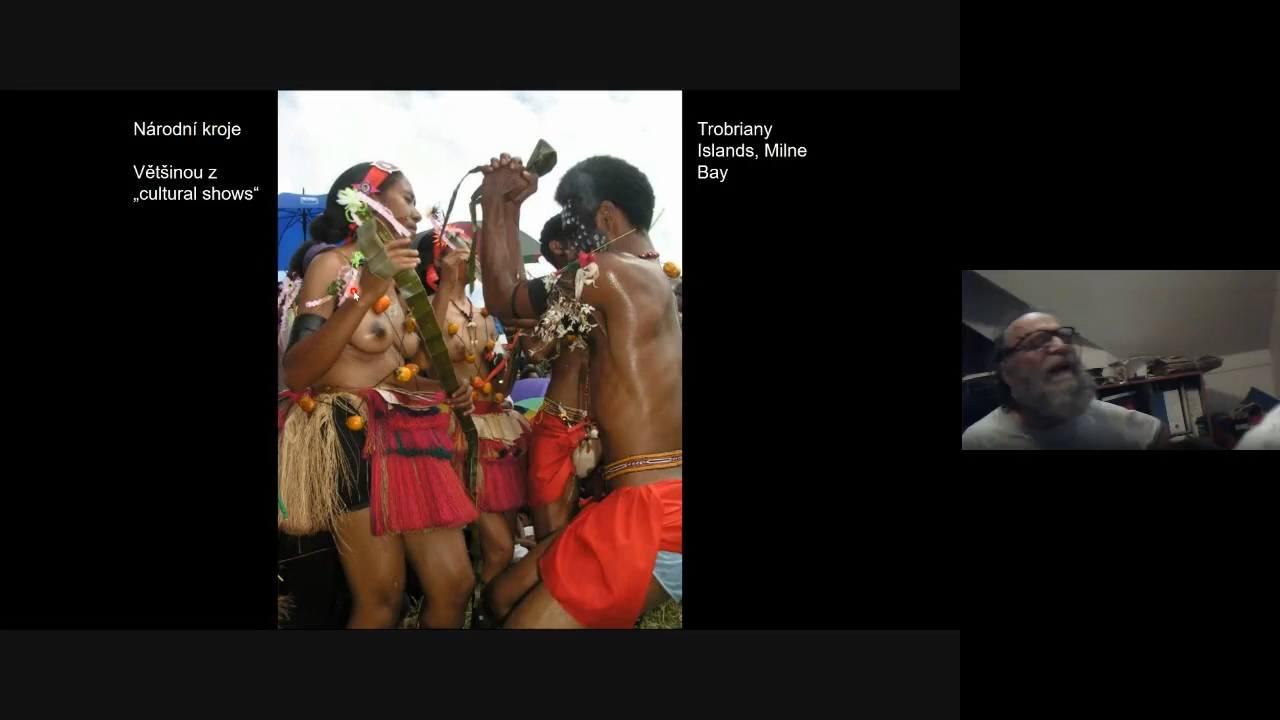 Národní kroje
Většinou z
„cultural shows“
Trobriany
Islands, Milne
Bay